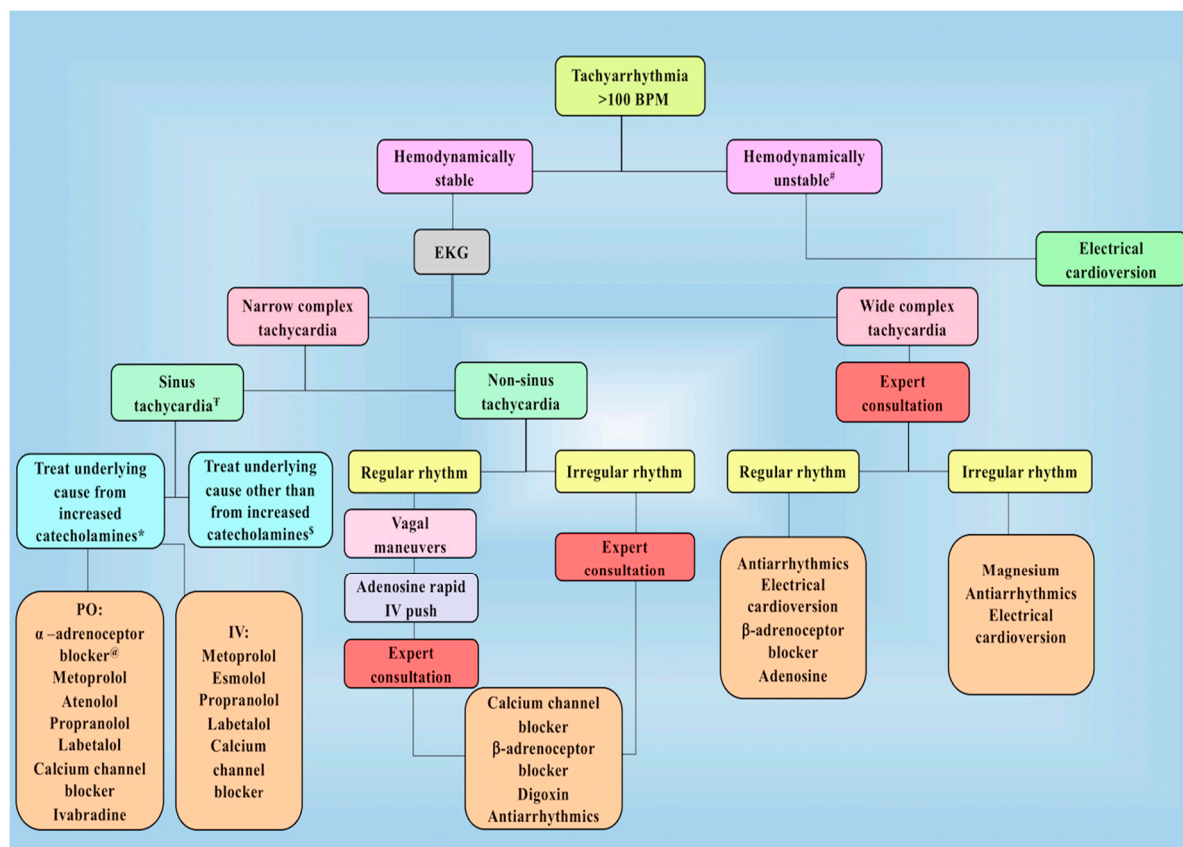 Tachyarrhythmia
>100 BPM
Hemodynamically
stable
Hemodynamically
unstable#
EKG
Electrical
cardioversion
Narrow complex
tachycardia
Wide complex
tachycardia
Sinus
tachycardiaŦ
Non-sinus
tachycardia
Expert
consultation
Treat underlying
cause from
increased
catecholamines*
Treat underlying
cause other than
from increased
catecholamines$
Regular rhythm
Irregular rhythm
Regular rhythm
Irregular rhythm
Vagal
maneuvers
Adenosine rapid
IV push
Expert
consultation
Expert
consultation
Antiarrhythmics
Electrical
cardioversion
β-adrenoceptor
blocker
Adenosine
Magnesium
Antiarrhythmics
Electrical
cardioversion
PO:
α –adrenoceptor
blocker@
Metoprolol
Atenolol
Propranolol
Labetalol
Calcium channel
blocker
Ivabradine
IV:
Metoprolol
Esmolol
Propranolol
Labetalol
Calcium
channel
blocker
Calcium channel
blocker
β-adrenoceptor
blocker
Digoxin
Antiarrhythmics